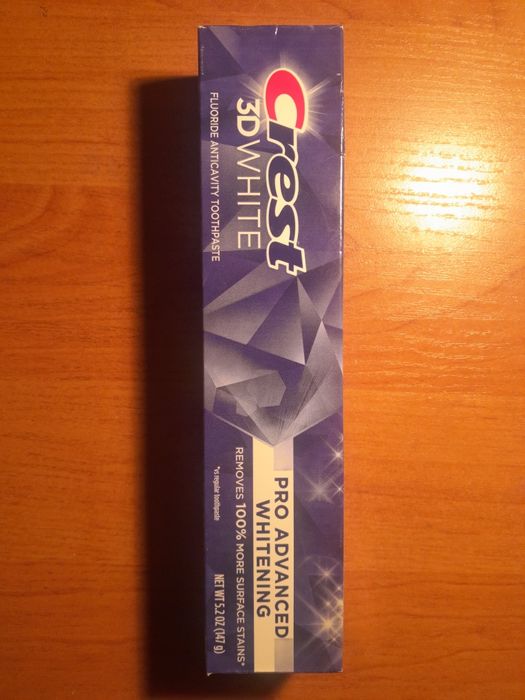 Crest
3D WHITE
FLUORIDE ANTICAVITY TOOTHPASTE
PRO ADVANCED
WHITENING
REMOVES 100% MORE SURFACE STAINS*
*vs regular toothpaste
NET WT 5.2 OZ (147 g)